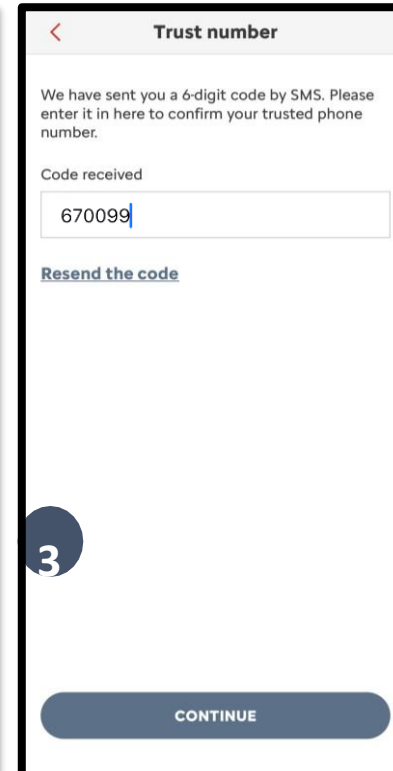 Trust number
We have sent you a 6-digit code by SMS. Please
enter it in here to confirm your trusted phone
number.
Code received
670099
Resend the code
3
CONTINUE